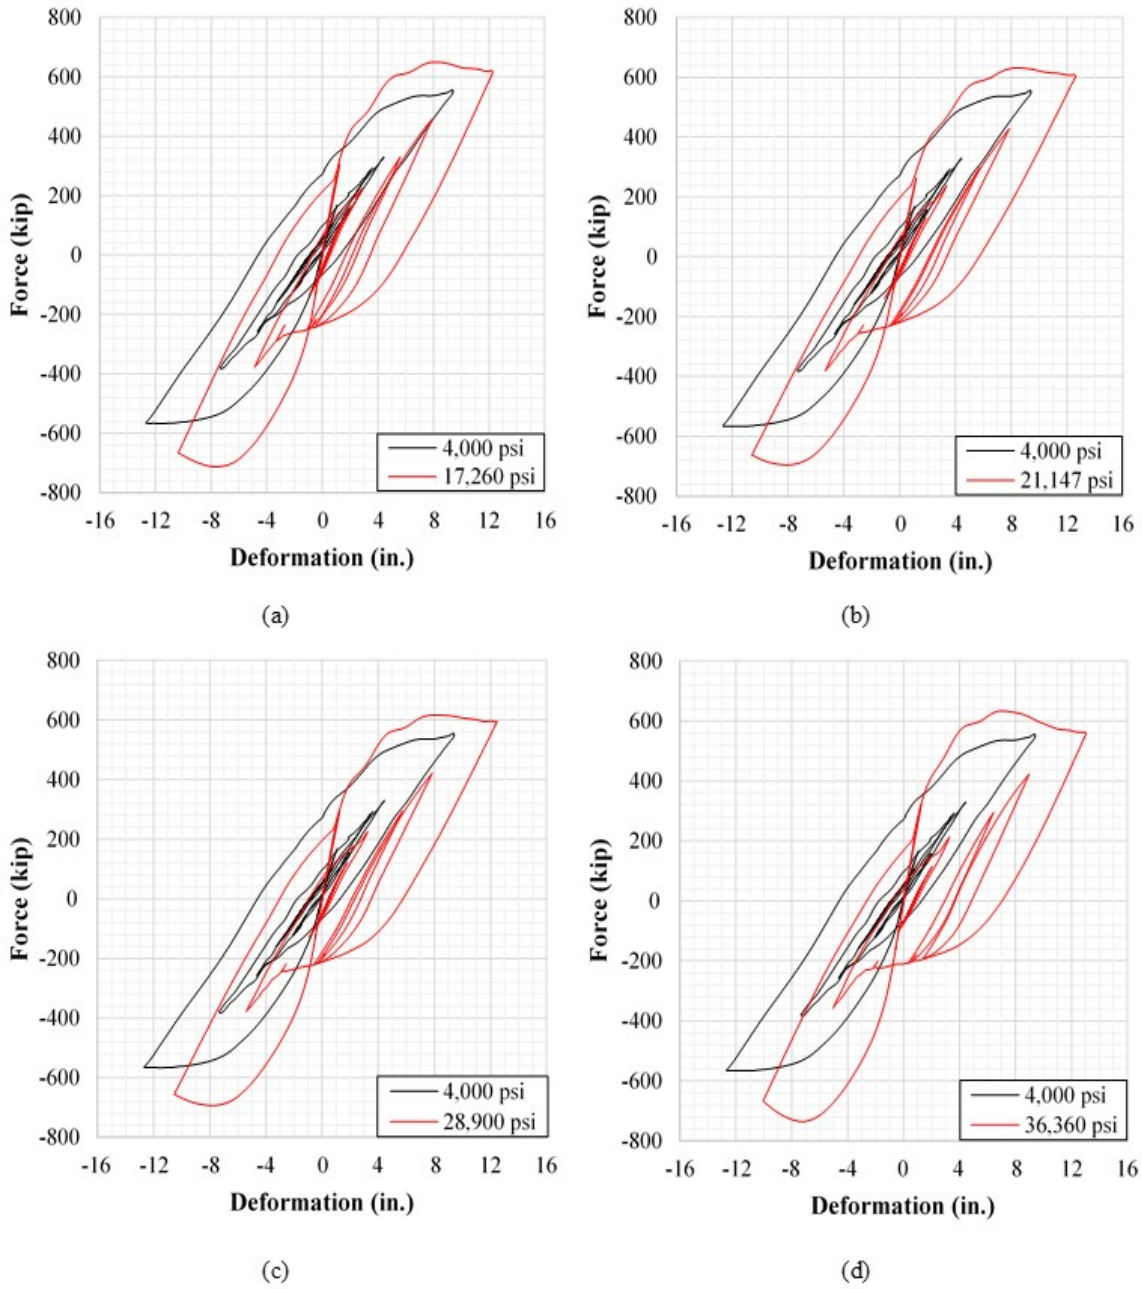 800
600
400
200
0
-200
-400
-600
-800
Force (kip)
4,000 psi
17,260 psi
-16 -12 -8 -4 0 4 8 12 16
Deformation (in.)
(a)
800
600
400
200
0
-200
-400
-600
-800
Force (kip)
4,000 psi
21,147 psi
-16 -12 -8 -4 0 4 8 12 16
Deformation (in.)
(b)
800
600
400
200
0
-200
-400
-600
-800
Force (kip)
4,000 psi
28,900 psi
-16 -12 -8 -4 0 4 8 12 16
Deformation (in.)
(c)
800
600
400
200
0
-200
-400
-600
-800
Force (kip)
4,000 psi
36,360 psi
-16 -12 -8 -4 0 4 8 12 16
Deformation (in.)
(d)